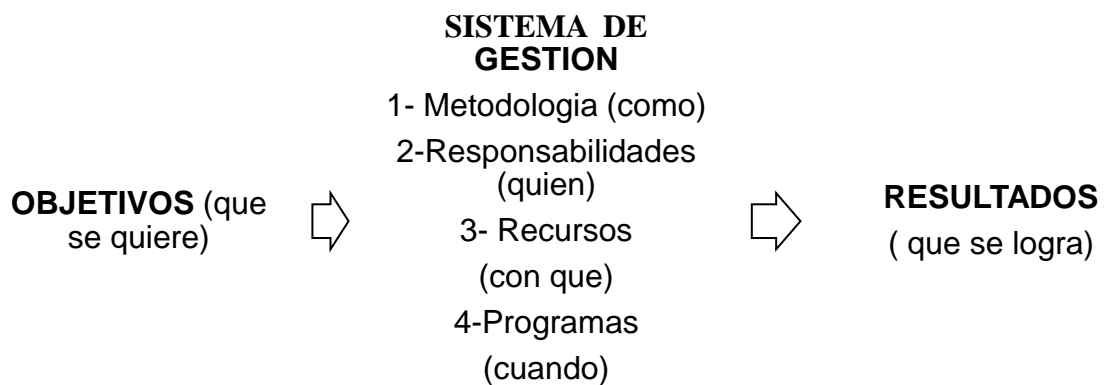 OBJETIVOS (que
se quiere)
SISTEMA DE
GESTION
1- Metodologia (como)
2-Responsabilidades
(quien)
3- Recursos
(con que)
4-Programas
(cuando)
RESULTADOS
( que se logra)